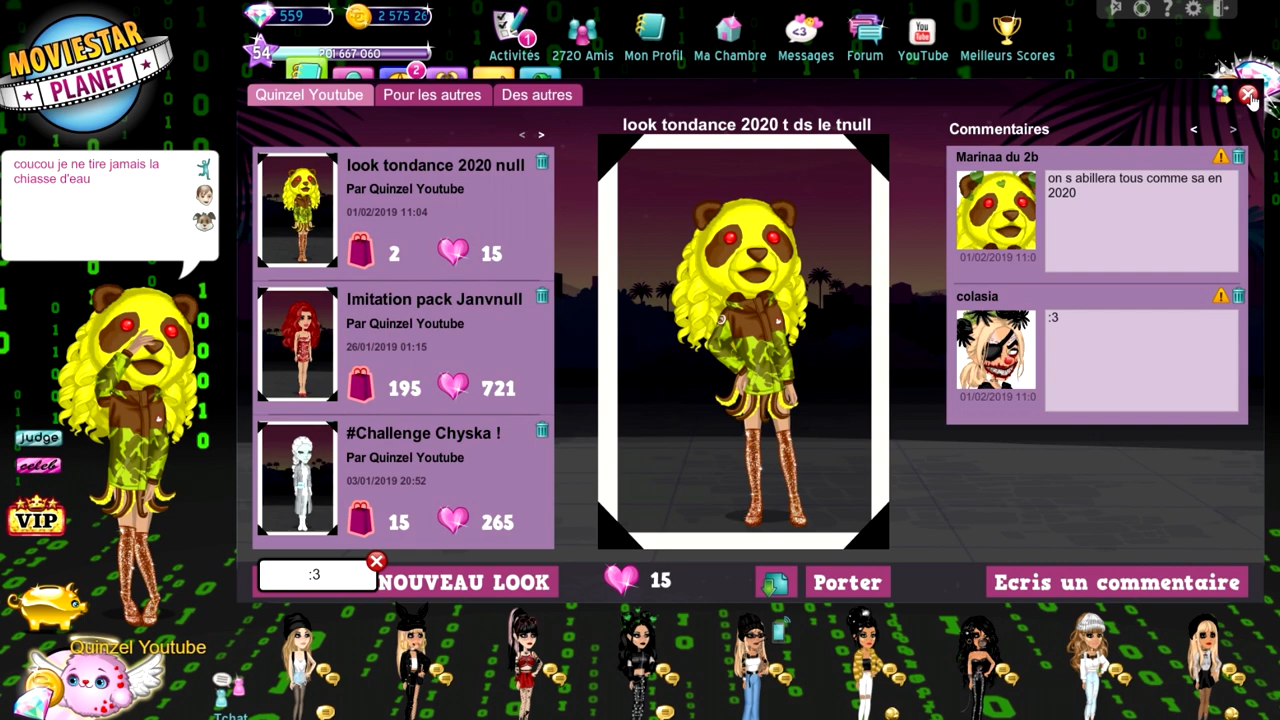 MOVIESTAR
PLANET
559
2 575 26
54
201 667 060
2
1
Activités
2720 Amis
Mon Profil
Ma Chambre
<3
Messages
Forum
You
Tube
YouTube
Meilleurs Scores
Quinzel Youtube
Pour les autres
Des autres
coucou je ne tire jamais la
chiasse d'eau
< >
look tondance 2020 null
Par Quinzel Youtube
01/02/2019 11:04
2
15
Imitation pack Janvnull
Par Quinzel Youtube
26/01/2019 01:15
195
721
#Challenge Chyska !
Par Quinzel Youtube
03/01/2019 20:52
15
265
look tondance 2020 t ds le tnull
Commentaires
< >
Marinaa du 2b
on s abillera tous comme sa en
2020
01/02/2019 11:0
colasia
:3
01/02/2019 11:0
judge
celeb
VIP
:3
NOUVEAU LOOK
15
Porter
Ecris un commentaire
Quinzel Youtube
Tchat